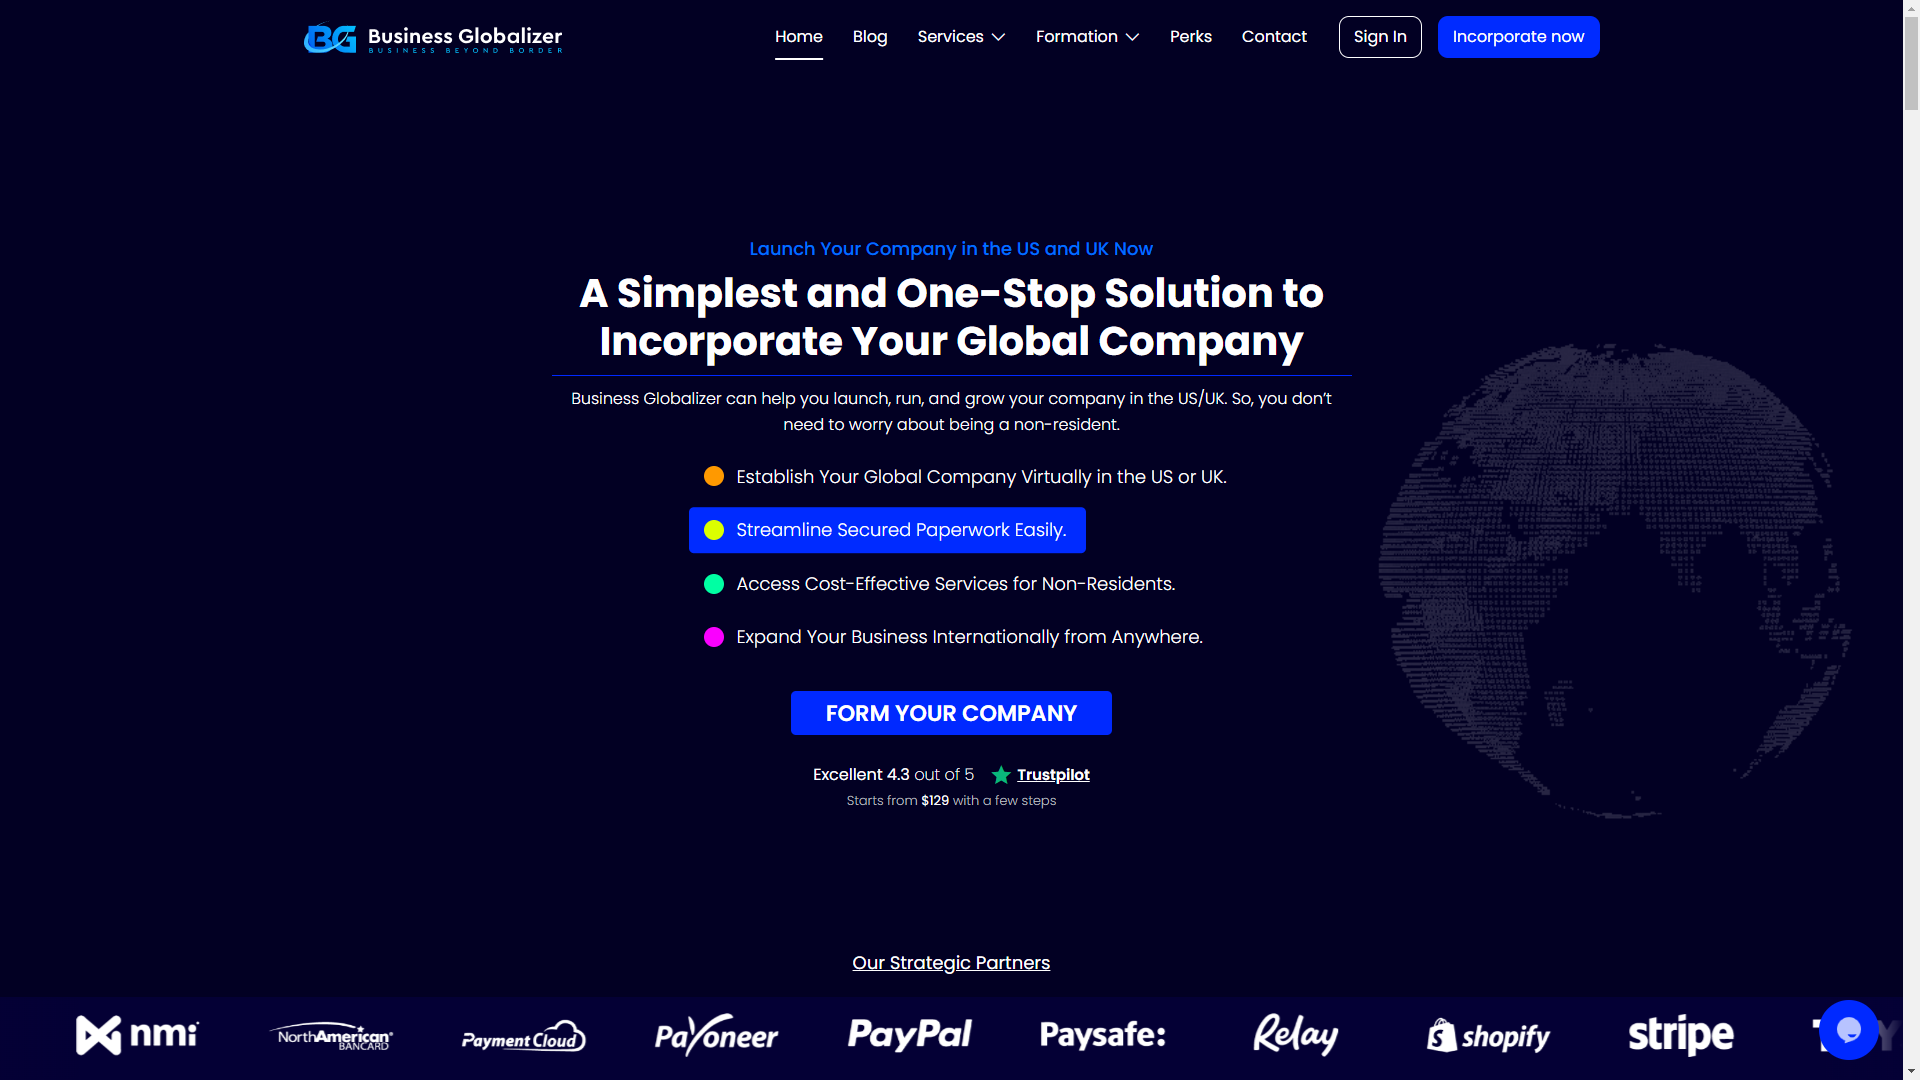 BG Business Globalizer
BUSINESS BEYOND BORDER
Home Blog Services Formation Perks Contact Sign In Incorporate now
Launch Your Company in the US and UK Now
A Simplest and One-Stop Solution to
Incorporate Your Global Company
Business Globalizer can help you launch, run, and grow your company in the US/UK. So, you don’t
need to worry about being a non-resident.
Establish Your Global Company Virtually in the US or UK.
Streamline Secured Paperwork Easily.
Access Cost-Effective Services for Non-Residents.
Expand Your Business Internationally from Anywhere.
FORM YOUR COMPANY
Excellent 4.3 out of 5 Trustpilot
Starts from $129 with a few steps
Our Strategic Partners
nmi NorthAmerican® BANCARD Payment Cloud Payoneer PayPal Paysafe: Relay shopify stripe